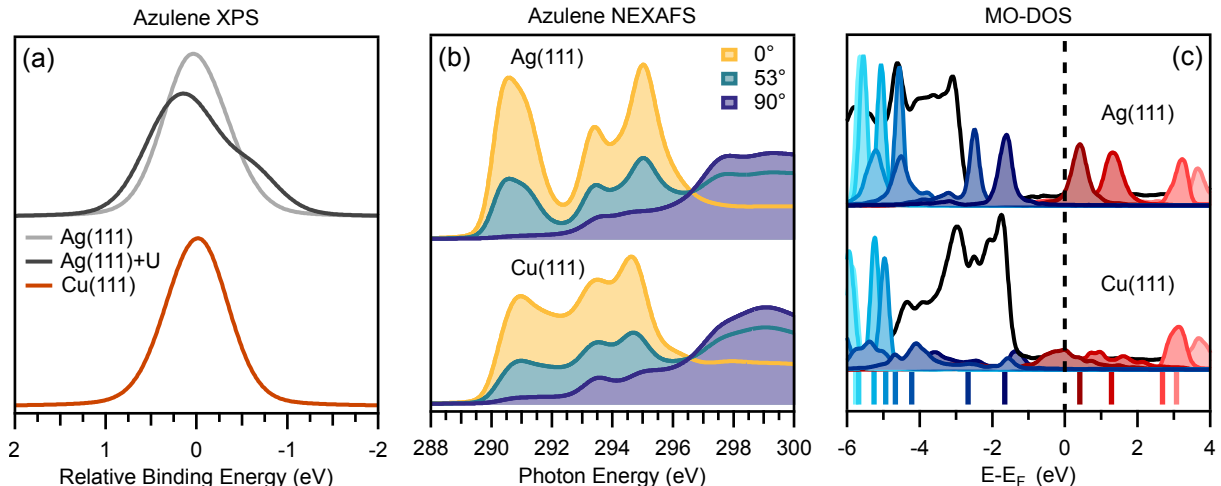 Azulene XPS
(a)
Ag(111)
Ag(111)+U
Cu(111)
2 1 0 -1 -2
Relative Binding Energy (eV)
Azulene NEXAFS
(b)
Ag(111)
0°
53°
90°
Cu(111)
288 290 292 294 296 298 300
Photon Energy (eV)
MO-DOS
(c)
Ag(111)
Cu(111)
-6 -4 -2 0 2 4
E-E_F (eV)